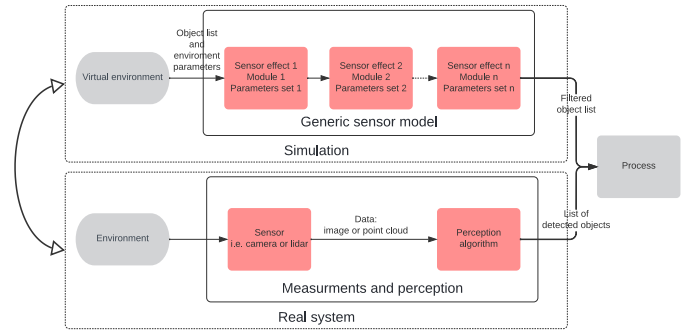 Object list
and
enviroment
parameters
Virtual environment
Sensor effect 1
Module 1
Parameters set 1
Sensor effect 2
Module 2
Parameters set 2
Sensor effect n
Module n
Parameters set n
Generic sensor model
Simulation
Filtered
object list
Process
Environment
Sensor
i.e. camera or lidar
Data:
image or point cloud
Perception
algorithm
List of
detected objects
Measurments and perception
Real system